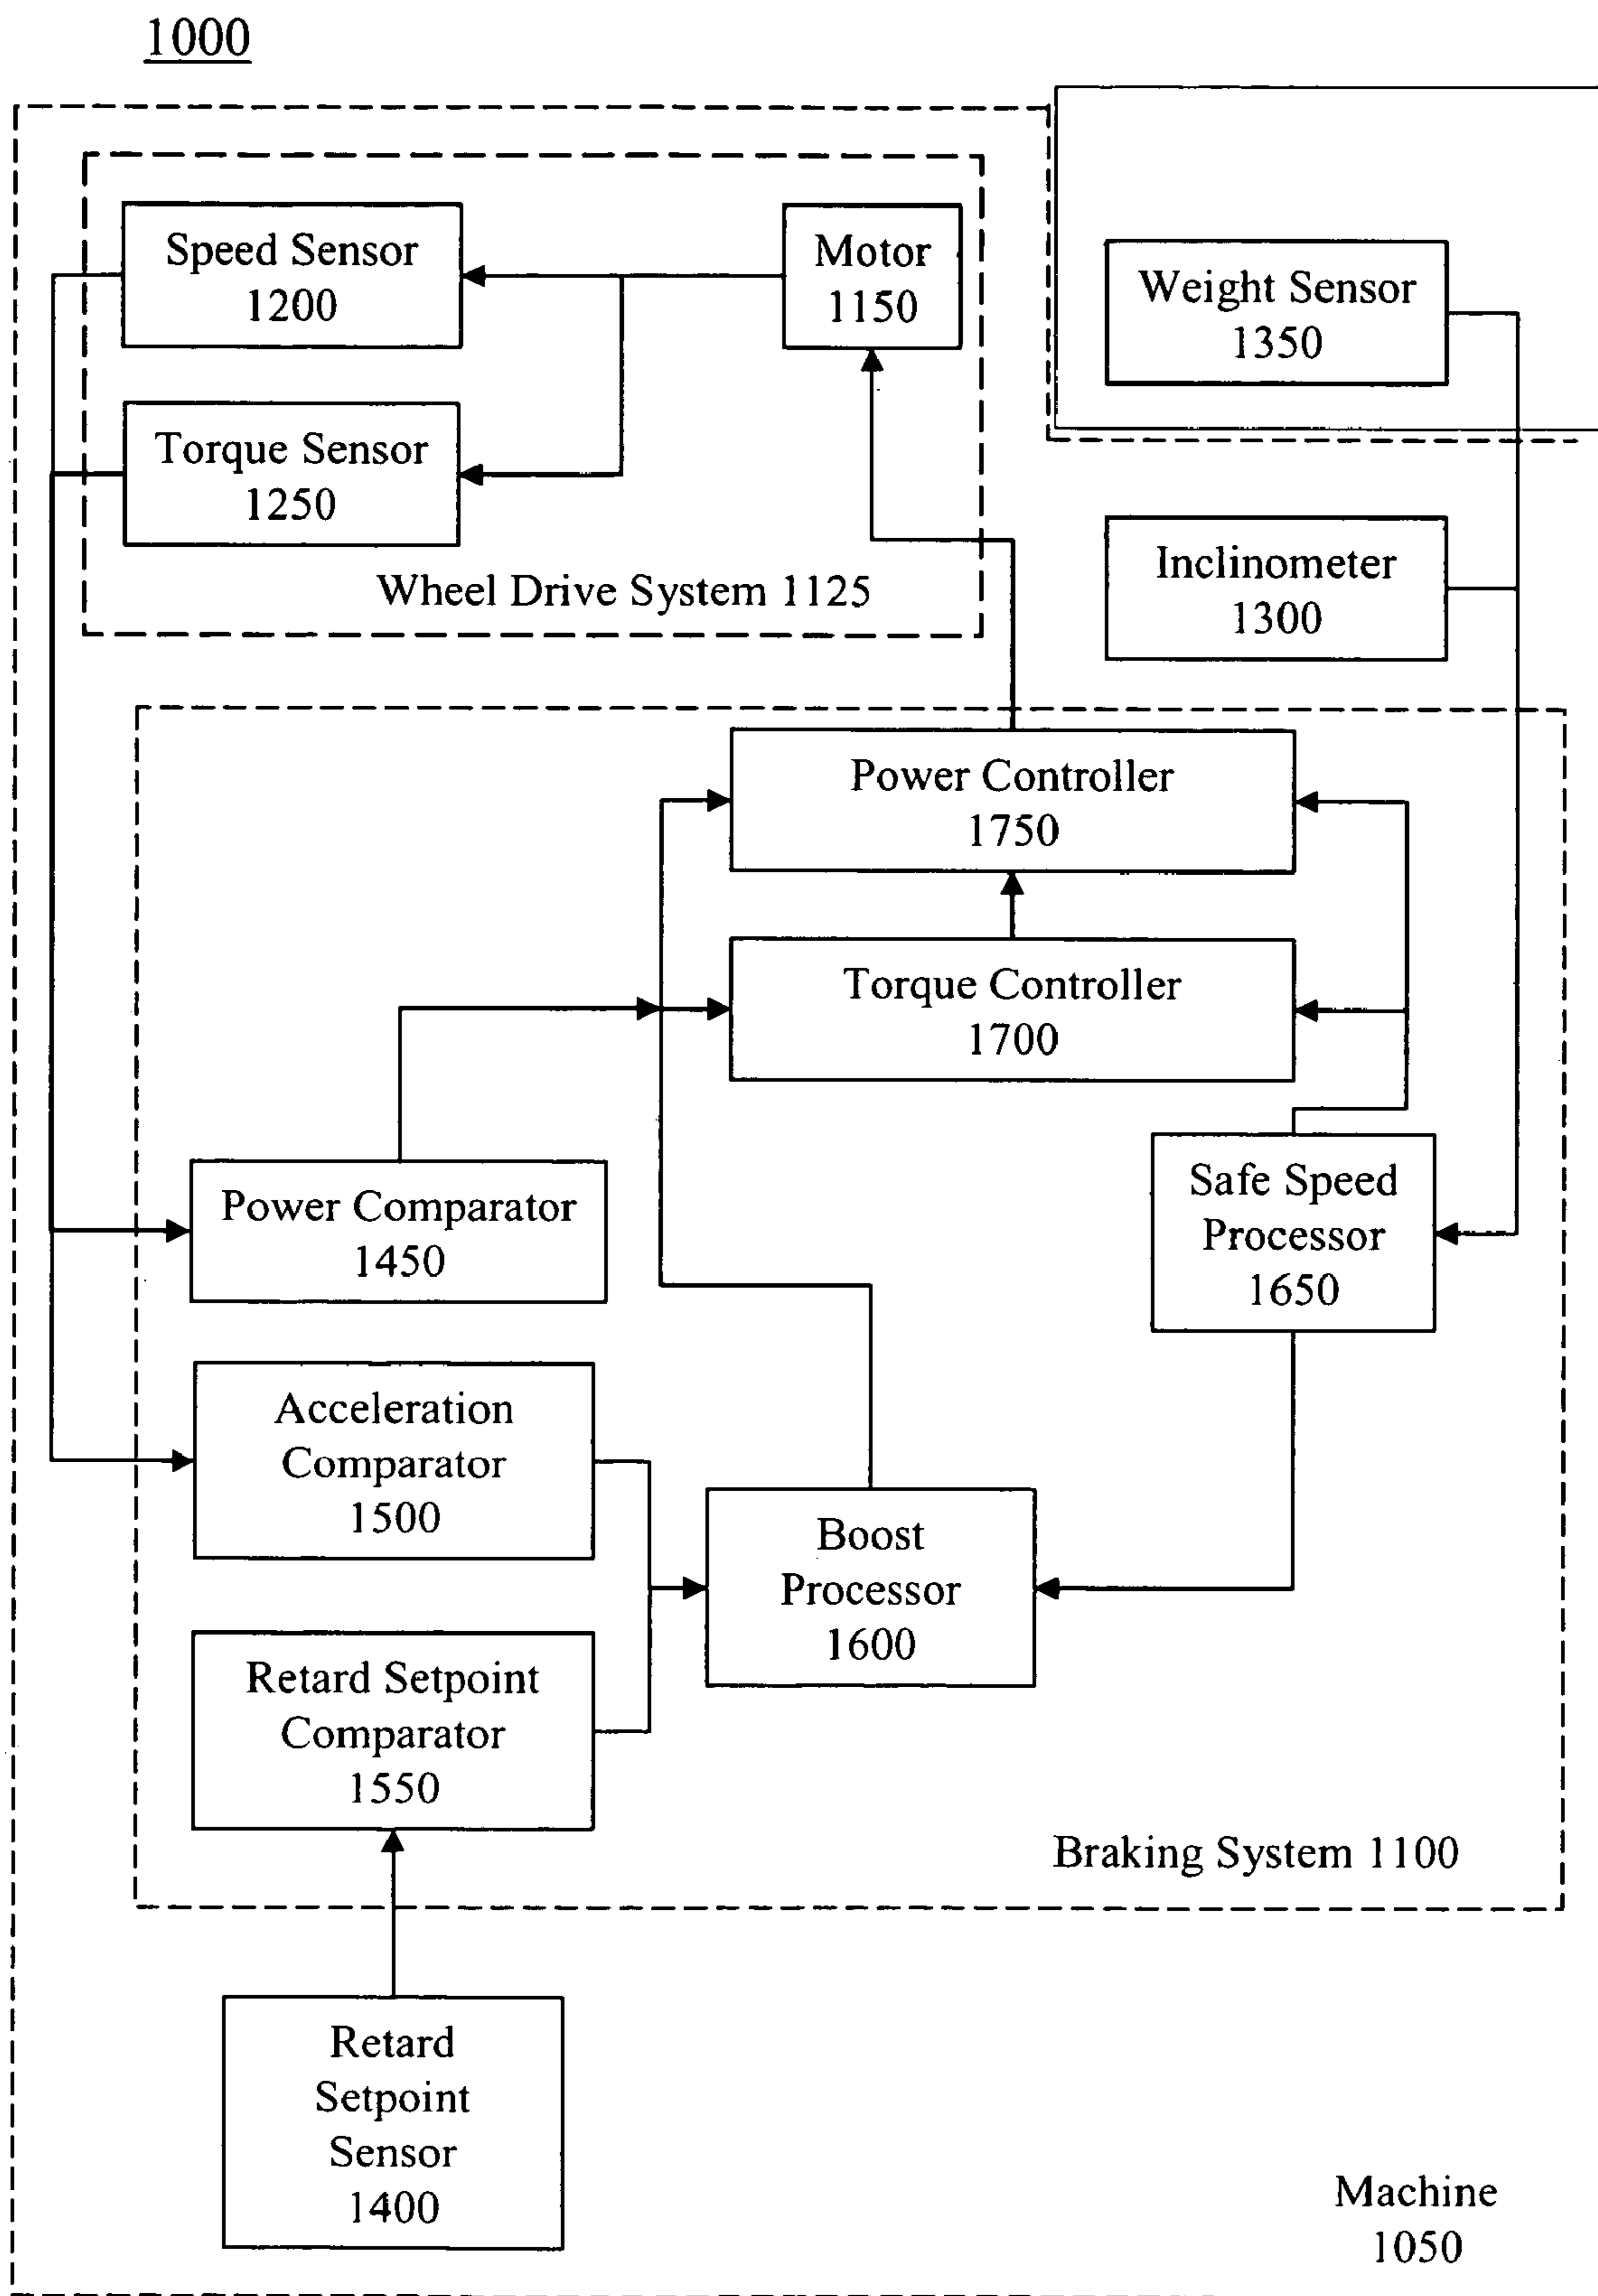 1000
Speed Sensor
1200
Motor
1150
Weight Sensor
1350
Torque Sensor
1250
Inclinometer
1300
Wheel Drive System 1125
Power Controller
1750
Torque Controller
1700
Power Comparator
1450
Safe Speed
Processor
1650
Acceleration
Comparator
1500
Boost
Processor
1600
Retard Setpoint
Comparator
1550
Braking System 1100
Retard
Setpoint
Sensor
1400
Machine
1050